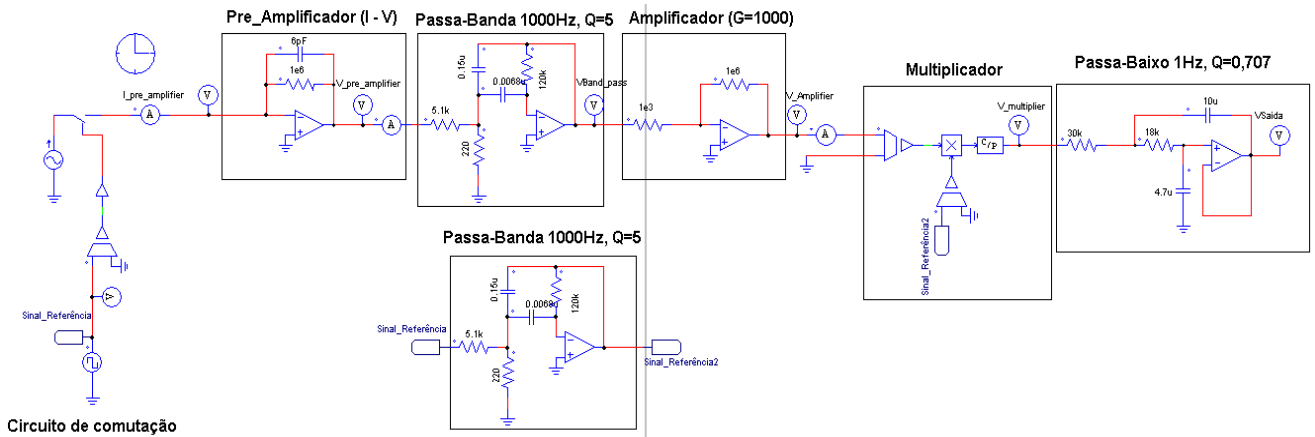 Pre_Amplificador (I - V)
Passa-Banda 1000Hz, Q=5
Amplificador (G=1000)
Multiplicador
Passa-Baixo 1Hz, Q=0,707
I_pre_amplifier
A
V
6pF
1e6
V_pre_amplifier
V
A
5.1k
0.15u
0.0068u
120k
220
VBand_pass
V
1e3
1e6
V_Amplifier
V
A
C/P
V_multiplier
V
Sinal_Referência2
30k
18k
10u
4.7u
VSaida
V
V
Sinal_Referência
Circuito de comutação
Passa-Banda 1000Hz, Q=5
Sinal_Referência
5.1k
0.15u
0.0068u
120k
220
Sinal_Referência2